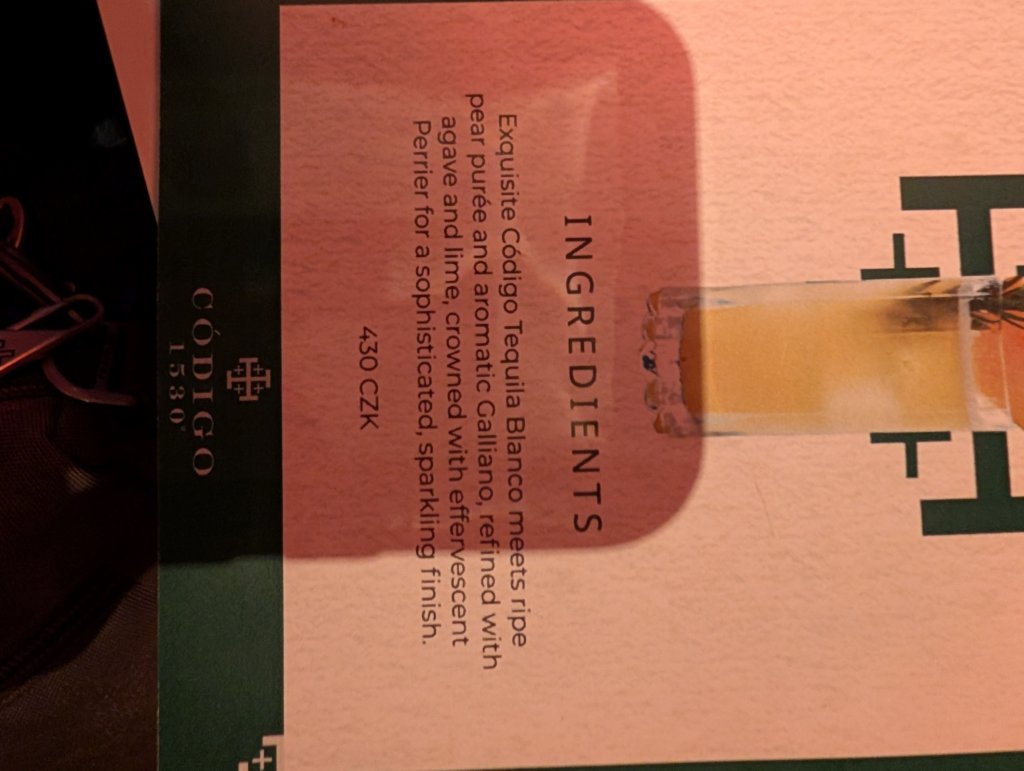 INGREDIENTS
Exquisite Código Tequila Blanco meets ripe
pear purée and aromatic Galliano, refined with
agave and lime, crowned with effervescent
Perrier for a sophisticated, sparkling finish.
430 CZK
CÓDIGO
1530